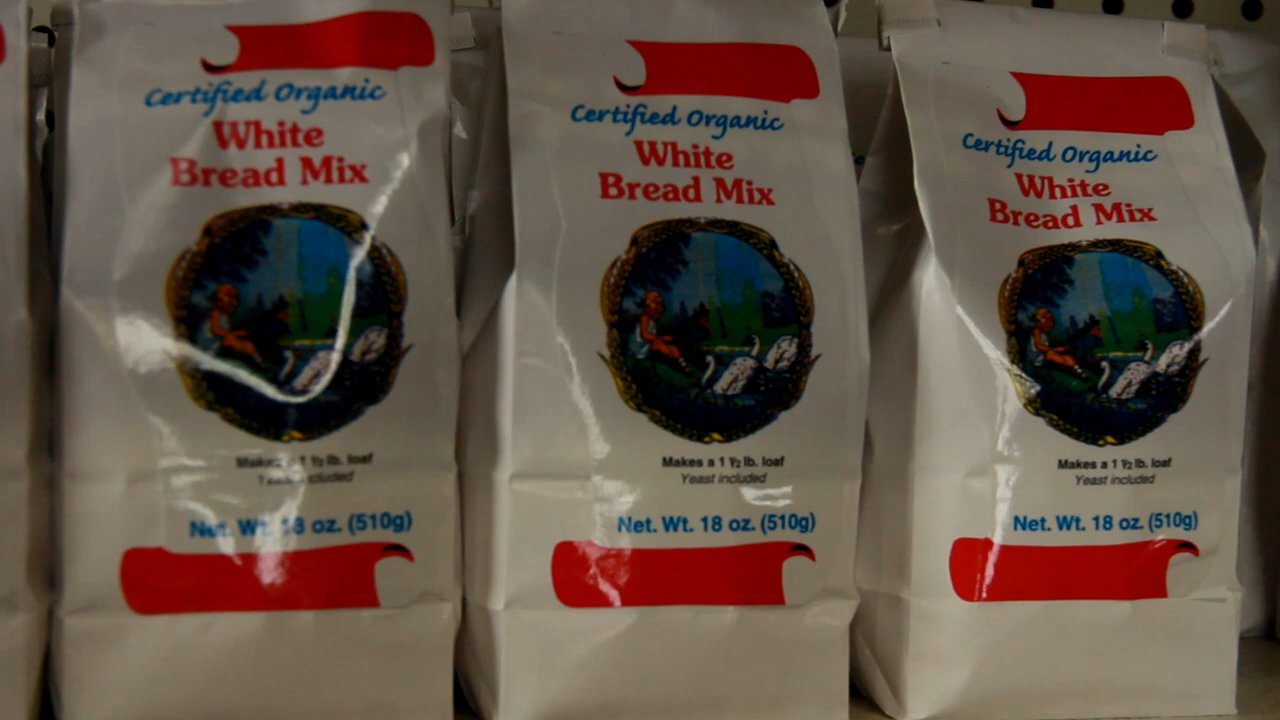 Certified Organic
White
Bread Mix
Makes a 1 1/2 lb. loaf
Yeast included
Net. Wt. 18 oz. (510g)
Certified Organic
White
Bread Mix
Makes a 1 1/2 lb. loaf
Yeast included
Net. Wt. 18 oz. (510g)
Certified Organic
White
Bread Mix
Makes a 1 1/2 lb. loaf
Yeast included
Net. Wt. 18 oz. (510g)